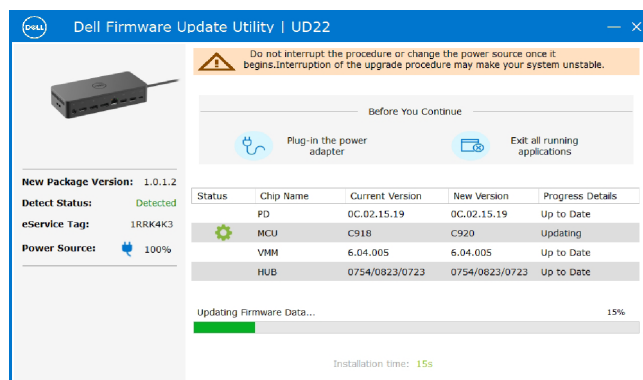 DELL
Dell Firmware Update Utility | UD22
Do not interrupt the procedure or change the power source once it
begins.Interruption of the upgrade procedure may make your system unstable.
Before You Continue
Plug-in the power
adapter
Exit all running
applications
New Package Version: 1.0.1.2
Detect Status: Detected
eService Tag: 1RRK4K3
Power Source: 100%
Status Chip Name Current Version New Version Progress Details
PD 0C.02.15.19 0C.02.15.19 Up to Date
MCU C918 C920 Updating
VMM 6.04.005 6.04.005 Up to Date
HUB 0754/0823/0723 0754/0823/0723 Up to Date
Updating Firmware Data... 15%
Installation time: 15s